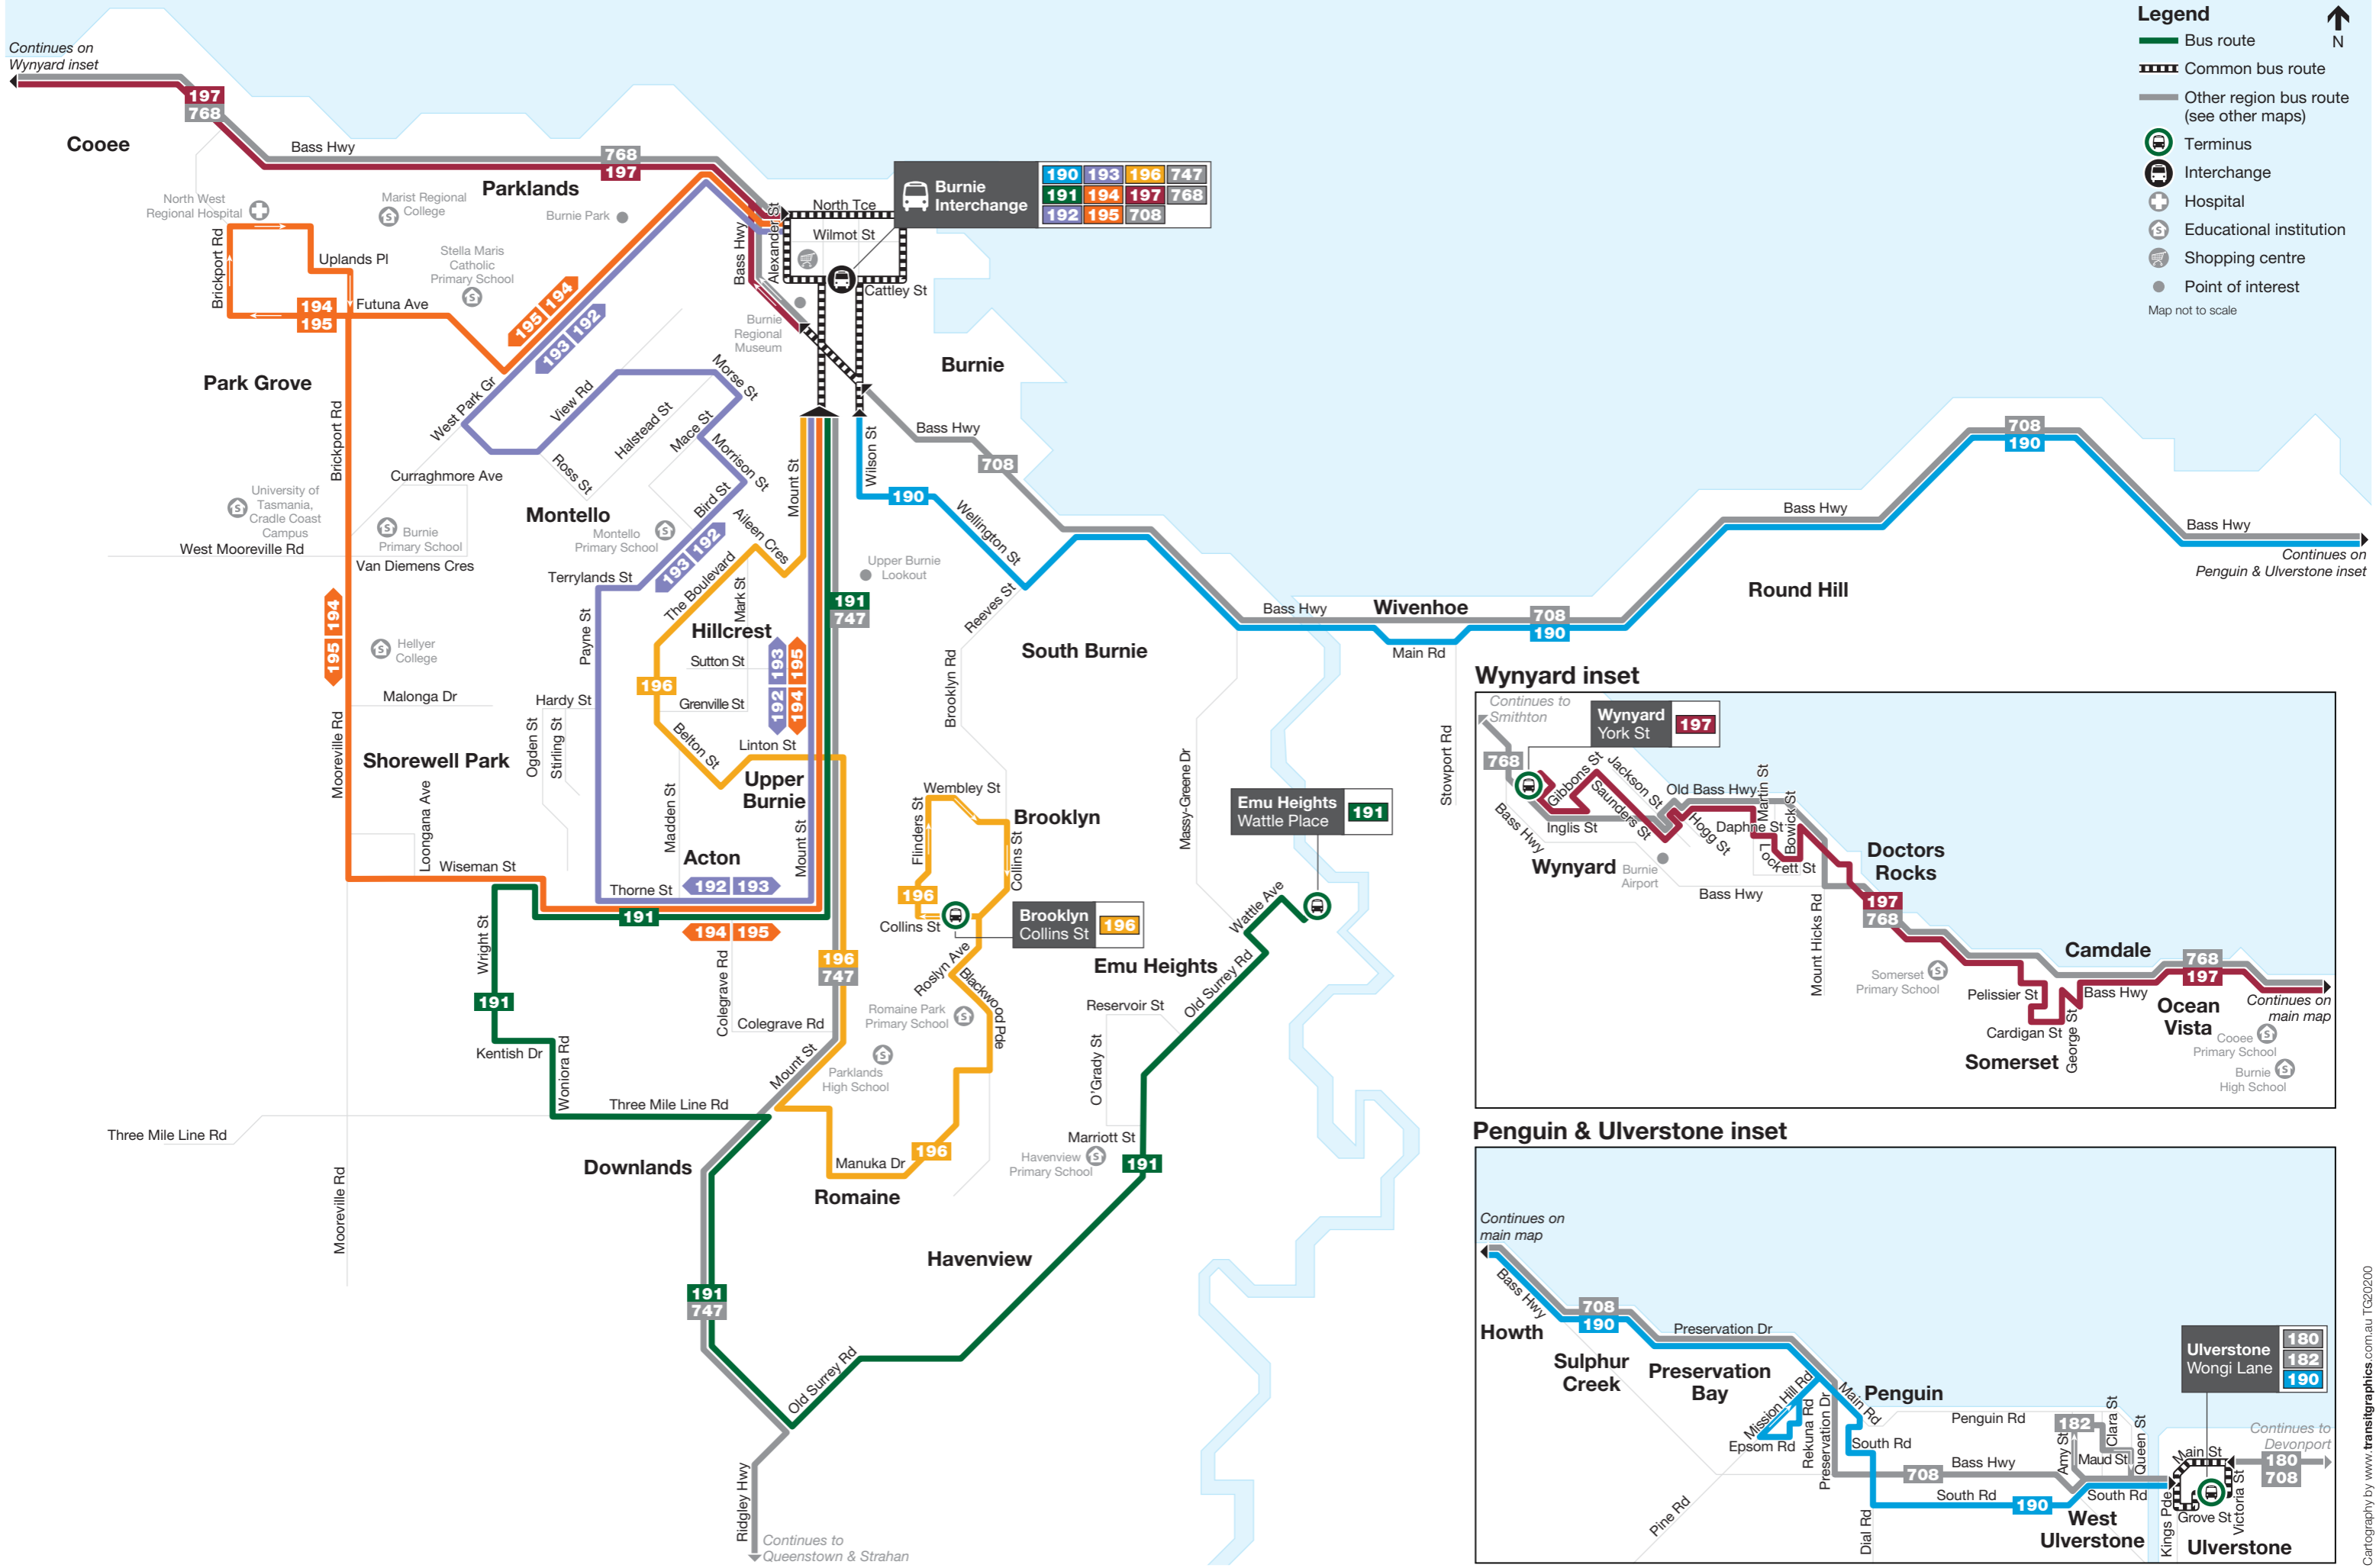 Continues on
Wynyard inset
197
768
Cooee
Bass Hwy
768
197
Parklands
North West
Regional Hospital
Marist Regional
College
Burnie Park
Stella Maris
Catholic
Primary School
Brickport Rd
Uplands Pl
Futuna Ave
194
195
195 194
193 192
Park Grove
Bass Hwy
Alexander St
North Tce
Wilmot St
Cattley St
Burnie
Interchange
190 193 196 747
191 194 197 768
192 195 708
Burnie
Regional
Museum
Burnie
West Park Gr
View Rd
Morse St
Halstead St
Mace St
Morrison St
Ross St
Bird St
Brickport Rd
Curraghmore Ave
University of
Tasmania,
Cradle Coast
Campus
Burnie
Primary School
West Mooreville Rd
Van Diemens Cres
Montello
Montello
Primary School
Aileen Cres
Mount St
Wilson St
190
Bass Hwy
708
Wellington St
Reeves St
Upper Burnie
Lookout
Terrylands St
193 192
The Boulevard
Mark St
Payne St
Hillcrest
191
747
194
195
Hellyer
College
Malonga Dr
Mooreville Rd
Shorewell Park
Loongana Ave
Hardy St
Ogden St
Stirling St
196
Sutton St
Grenville St
193
192
195
194
Belton St
Linton St
Upper
Burnie
Madden St
Mount St
Acton
Wiseman St
Thorne St
192 193
191
194 195
Wright St
191
Kentish Dr
Woniora Rd
Three Mile Line Rd
Three Mile Line Rd
Mooreville Rd
Colegrave Rd
Colegrave Rd
196
747
Mount St
Downlands
191
747
Old Surrey Rd
Ridgley Hwy
Continues to
Queenstown & Strahan
South Burnie
Brooklyn Rd
Wembley St
Flinders St
Collins St
Brooklyn
196
Collins St
Brooklyn
Collins St
196
Roslyn Ave
Blackwood Pde
Romaine Park
Primary School
Parklands
High School
Manuka Dr
196
Romaine
Havenview
Massy-Greene Dr
Emu Heights
Wattle Place
191
Wattle Ave
Emu Heights
Old Surrey Rd
Reservoir St
O'Grady St
Marriott St
Havenview
Primary School
191
Bass Hwy
Wivenhoe
Main Rd
708
190
Stowport Rd
Round Hill
Bass Hwy
708
190
Bass Hwy
Continues on
Penguin & Ulverstone inset
Legend
N
Bus route
Common bus route
Other region bus route
(see other maps)
Terminus
Interchange
Hospital
Educational institution
Shopping centre
Point of interest
Map not to scale
Wynyard inset
Continues to
Smithton
768
Wynyard
York St
197
Gibbons St
Jackson St
Saunders St
Inglis St
Bass Hwy
Wynyard
Burnie
Airport
Old Bass Hwy
Hogg St
Martin St
Daphne St
Bowick St
Lockett St
Bass Hwy
Mount Hicks Rd
Doctors
Rocks
197
768
Camdale
768
197
Somerset
Primary School
Pelissier St
Cardigan St
George St
Bass Hwy
Somerset
Ocean
Vista
Continues on
main map
Cooee
Primary School
Burnie
High School
Penguin & Ulverstone inset
Continues on
main map
Bass Hwy
708
190
Howth
Sulphur
Creek
Preservation Dr
Preservation
Bay
Mission Hill Rd
Epsom Rd
Rekuna Rd
Preservation Dr
Main Rd
Penguin
South Rd
Penguin Rd
Pine Rd
708
Bass Hwy
Dial Rd
South Rd
190
182
Amy St
Clara St
Maud St
Queen St
South Rd
West
Ulverstone
Ulverstone
Wongi Lane
180
182
190
Main St
Kings Pde
Grove St
Victoria St
Ulverstone
Continues to
Devonport
180
708
Cartography by www.transitgraphics.com.au TG20200